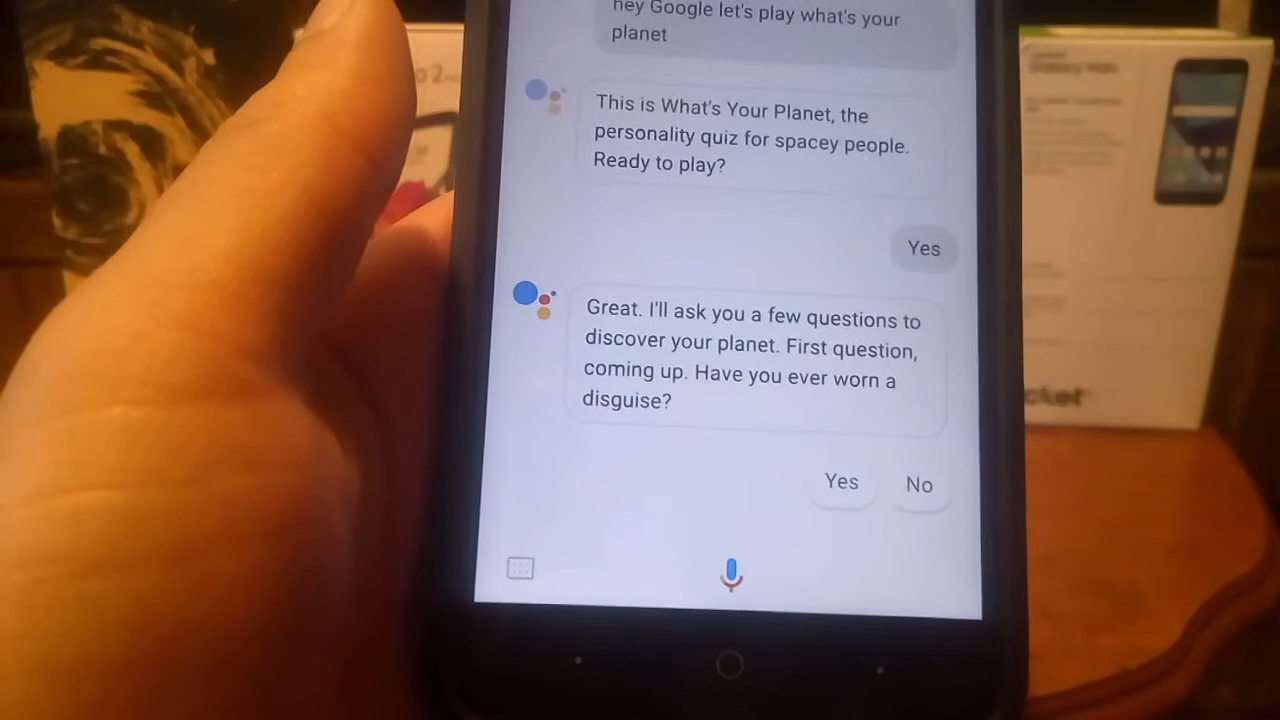 hey Google let's play what's your
planet
This is What's Your Planet, the
personality quiz for spacey people.
Ready to play?
Yes
Great. I'll ask you a few questions to
discover your planet. First question,
coming up. Have you ever worn a
disguise?
Yes
No